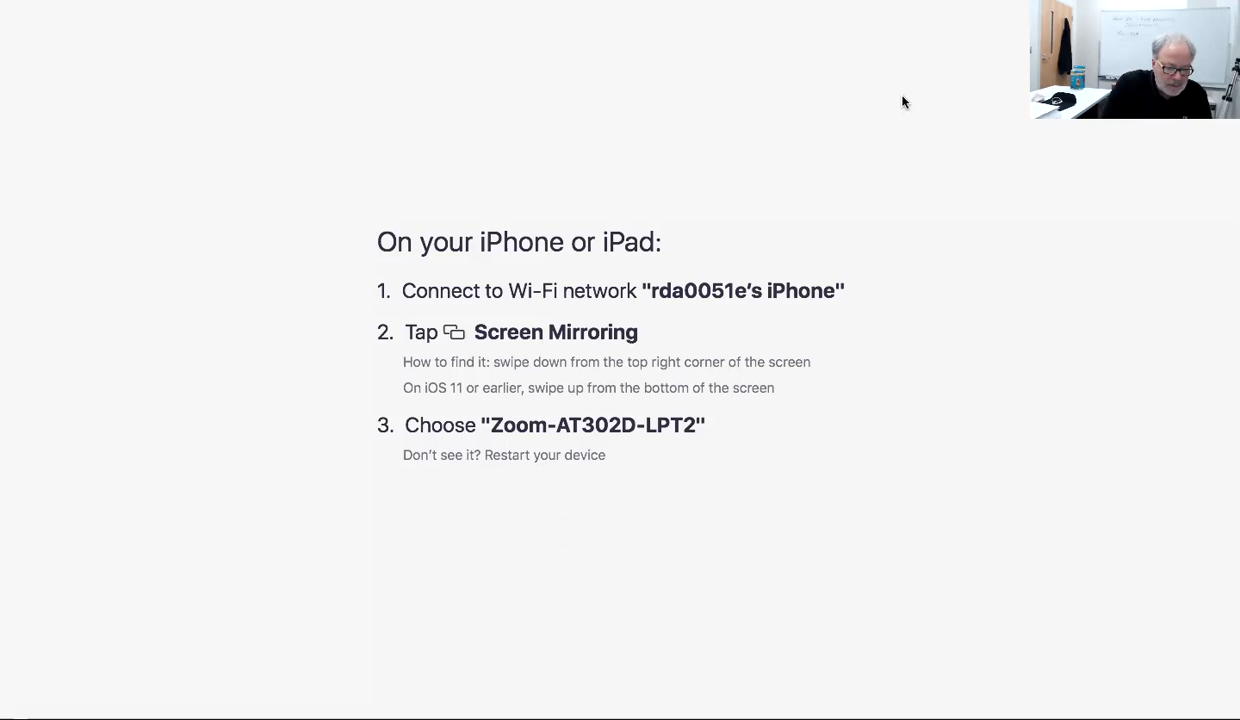 On your iPhone or iPad:
1. Connect to Wi-Fi network "rda0051e’s iPhone"
2. Tap Screen Mirroring
How to find it: swipe down from the top right corner of the screen
On iOS 11 or earlier, swipe up from the bottom of the screen
3. Choose "Zoom-AT302D-LPT2"
Don’t see it? Restart your device